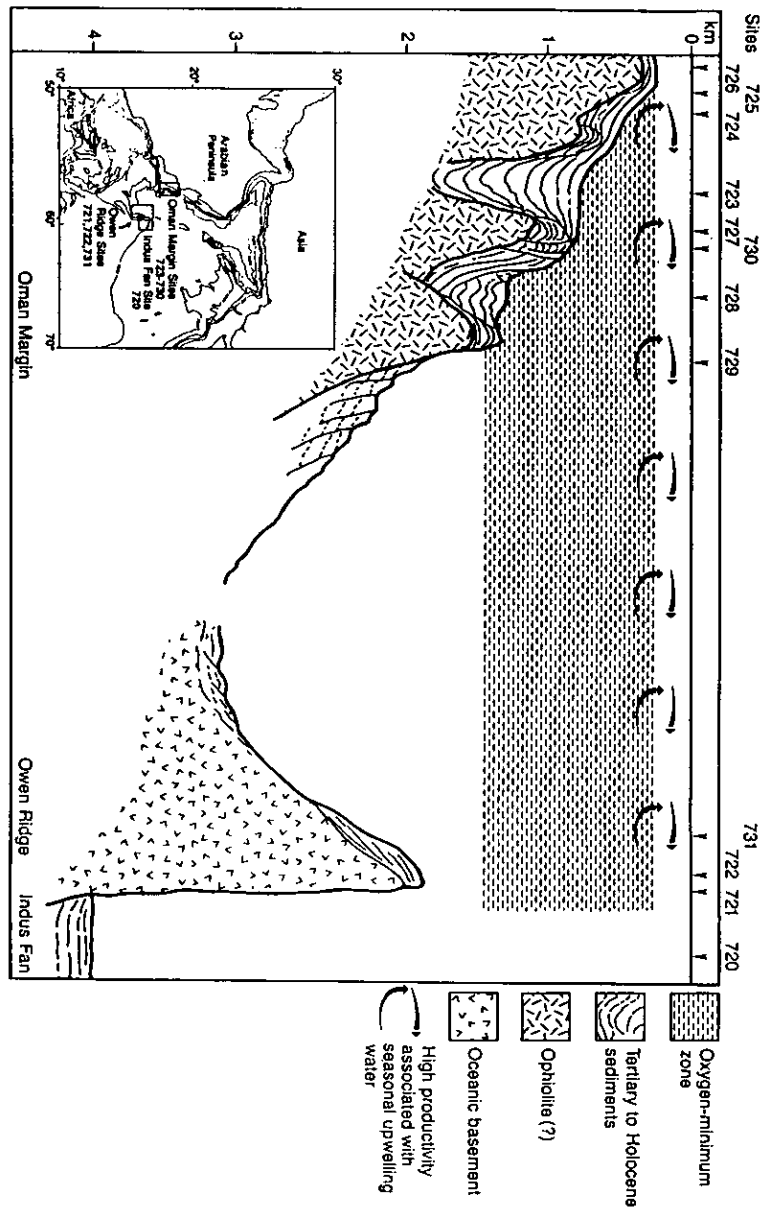 Sites 725 730
726 724 723 727 728 729 731 722 721 720
km
0
1
2
3
4
Oxygen-minimum
zone
Tertiary to Holocene
sediments
Ophiolite (?)
Oceanic basement
High productivity
associated with
seasonal upwelling
water
30°
20°
10°
50°
60°
70°
Asia
Arabian
Peninsula
Oman Margin Sites
723-730
Indus Fan Site
720
Owen
Ridge Sites
721,722,731
Africa
Oman Margin
Owen Ridge
Indus Fan